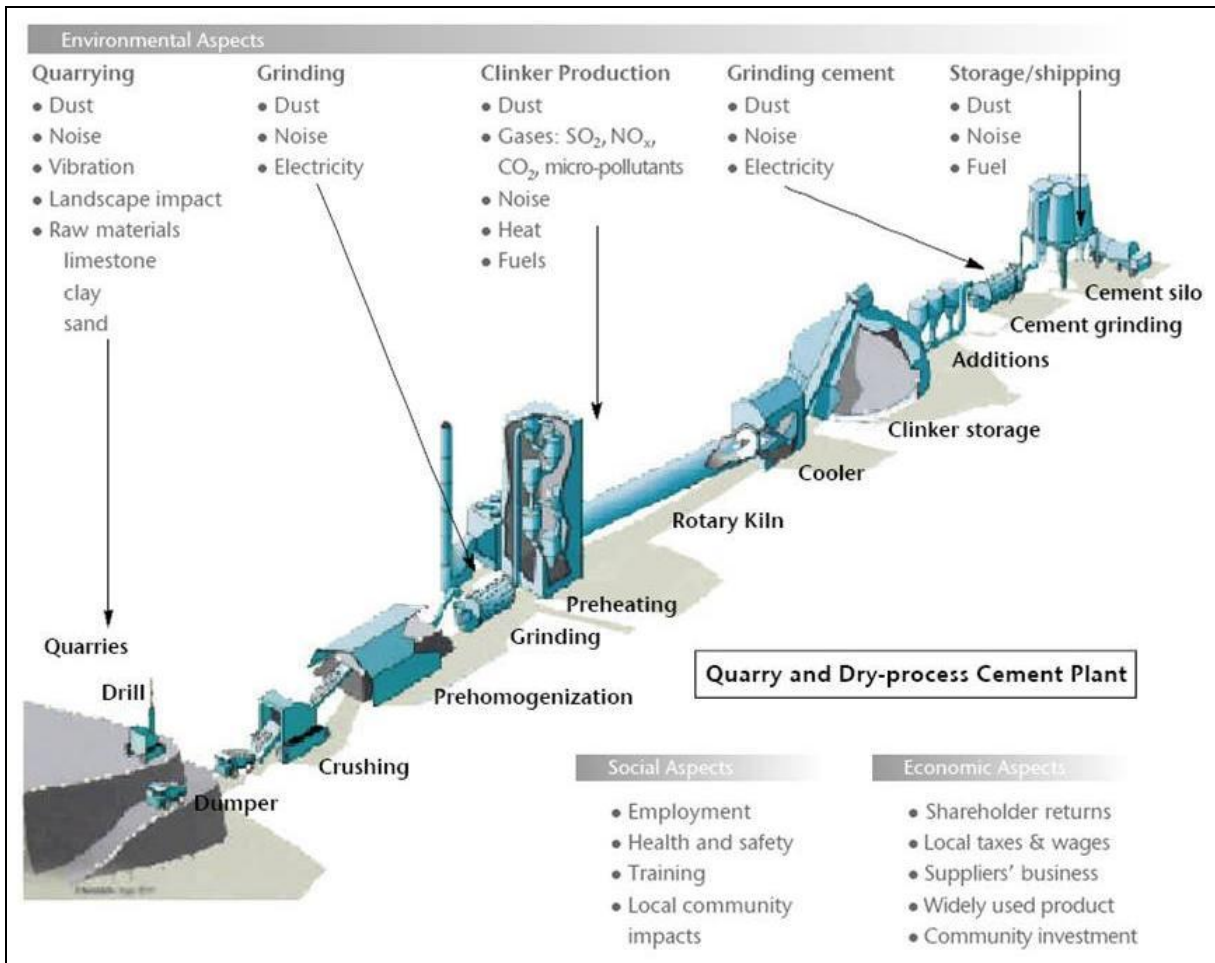 Environmental Aspects
Quarrying
• Dust
• Noise
• Vibration
• Landscape impact
• Raw materials
limestone
clay
sand
Grinding
• Dust
• Noise
• Electricity
Clinker Production
• Dust
• Gases: SO₂, NOₓ,
CO₂, micro-pollutants
• Noise
• Heat
• Fuels
Grinding cement
• Dust
• Noise
• Electricity
Storage/shipping
• Dust
• Noise
• Fuel
Cement silo
Cement grinding
Additions
Clinker storage
Cooler
Rotary Kiln
Preheating
Grinding
Prehomogenization
Crushing
Quarries
Drill
Dumper
Quarry and Dry-process Cement Plant
Social Aspects
• Employment
• Health and safety
• Training
• Local community
impacts
Economic Aspects
• Shareholder returns
• Local taxes & wages
• Suppliers’ business
• Widely used product
• Community investment